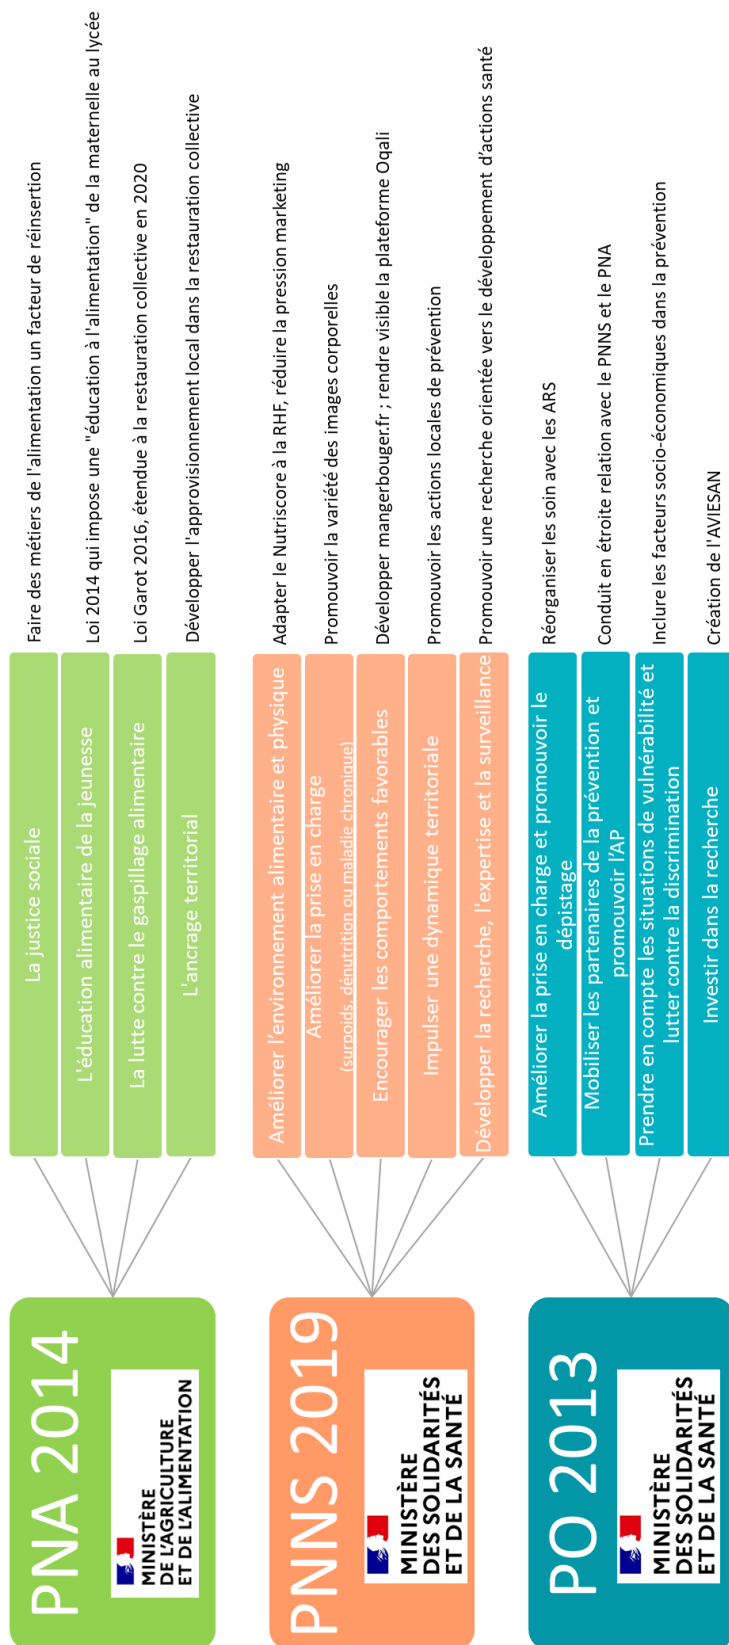 PNA 2014
MINISTÈRE
DE L'AGRICULTURE
ET DE L'ALIMENTATION
La justice sociale
Faire des métiers de l'alimentation un facteur de réinsertion
L'éducation alimentaire de la jeunesse
Loi 2014 qui impose une "éducation à l'alimentation" de la maternelle au lycée
La lutte contre le gaspillage alimentaire
Loi Garot 2016, étendue à la restauration collective en 2020
L'ancrage territorial
Développer l'approvisionnement local dans la restauration collective
PNNS 2019
MINISTÈRE
DES SOLIDARITÉS
ET DE LA SANTÉ
Améliorer l'environnement alimentaire et physique
Adapter le Nutriscore à la RHF, réduire la pression marketing
Améliorer la prise en charge
(surpoids, dénutrition ou maladie chronique)
Promouvoir la variété des images corporelles
Encourager les comportements favorables
Développer mangerbouger.fr ; rendre visible la plateforme Oqali
Impulser une dynamique territoriale
Promouvoir les actions locales de prévention
Développer la recherche, l'expertise et la surveillance
Promouvoir une recherche orientée vers le développement d'actions santé
PO 2013
MINISTÈRE
DES SOLIDARITÉS
ET DE LA SANTÉ
Améliorer la prise en charge et promouvoir le
dépistage
Réorganiser les soin avec les ARS
Mobiliser les partenaires de la prévention et
promouvoir l'AP
Conduit en étroite relation avec le PNNS et le PNA
Prendre en compte les situations de vulnérabilité et
lutter contre la discrimination
Inclure les facteurs socio-économiques dans la prévention
Investir dans la recherche
Création de l'AVIESAN